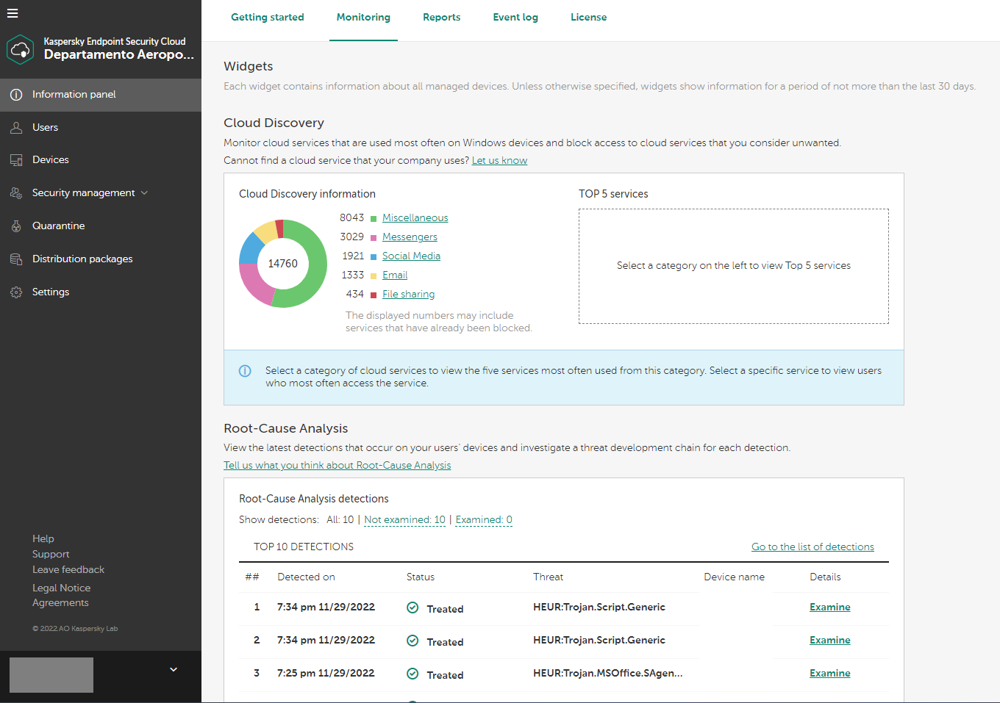 Kaspersky Endpoint Security Cloud
Departamento Aeropo...
Information panel
Users
Devices
Security management
Quarantine
Distribution packages
Settings
Help
Support
Leave feedback
Legal Notice
Agreements
© 2022 AO Kaspersky Lab
Getting started Monitoring Reports Event log License
Widgets
Each widget contains information about all managed devices. Unless otherwise specified, widgets show information for a period of not more than the last 30 days.
Cloud Discovery
Monitor cloud services that are used most often on Windows devices and block access to cloud services that you consider unwanted.
Cannot find a cloud service that your company uses? Let us know
Cloud Discovery information
14760
8043 Miscellaneous
3029 Messengers
1921 Social Media
1333 Email
434 File sharing
The displayed numbers may include
services that have already been blocked.
TOP 5 services
Select a category on the left to view Top 5 services
Select a category of cloud services to view the five services most often used from this category. Select a specific service to view users
who most often access the service.
Root-Cause Analysis
View the latest detections that occur on your users' devices and investigate a threat development chain for each detection.
Tell us what you think about Root-Cause Analysis
Root-Cause Analysis detections
Show detections: All: 10 | Not examined: 10 | Examined: 0
TOP 10 DETECTIONS Go to the list of detections
## Detected on Status Threat Device name Details
1 7:34 pm 11/29/2022 Treated HEUR:Trojan.Script.Generic Examine
2 7:34 pm 11/29/2022 Treated HEUR:Trojan.Script.Generic Examine
3 7:25 pm 11/29/2022 Treated HEUR:Trojan.MSOffice.SAgen... Examine